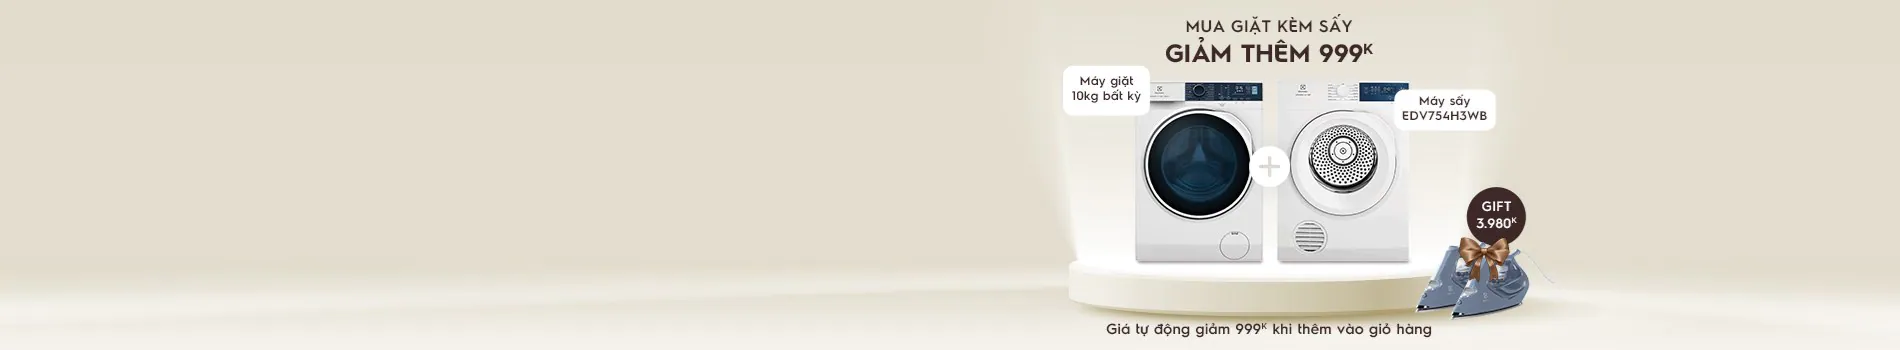 MUA GIẶT KÈM SẤY
GIẢM THÊM 999K
Máy giặt
10kg bất kỳ
Máy sấy
EDV754H3WB
GIFT
3.980K
Giá tự động giảm 999K khi thêm vào giỏ hàng